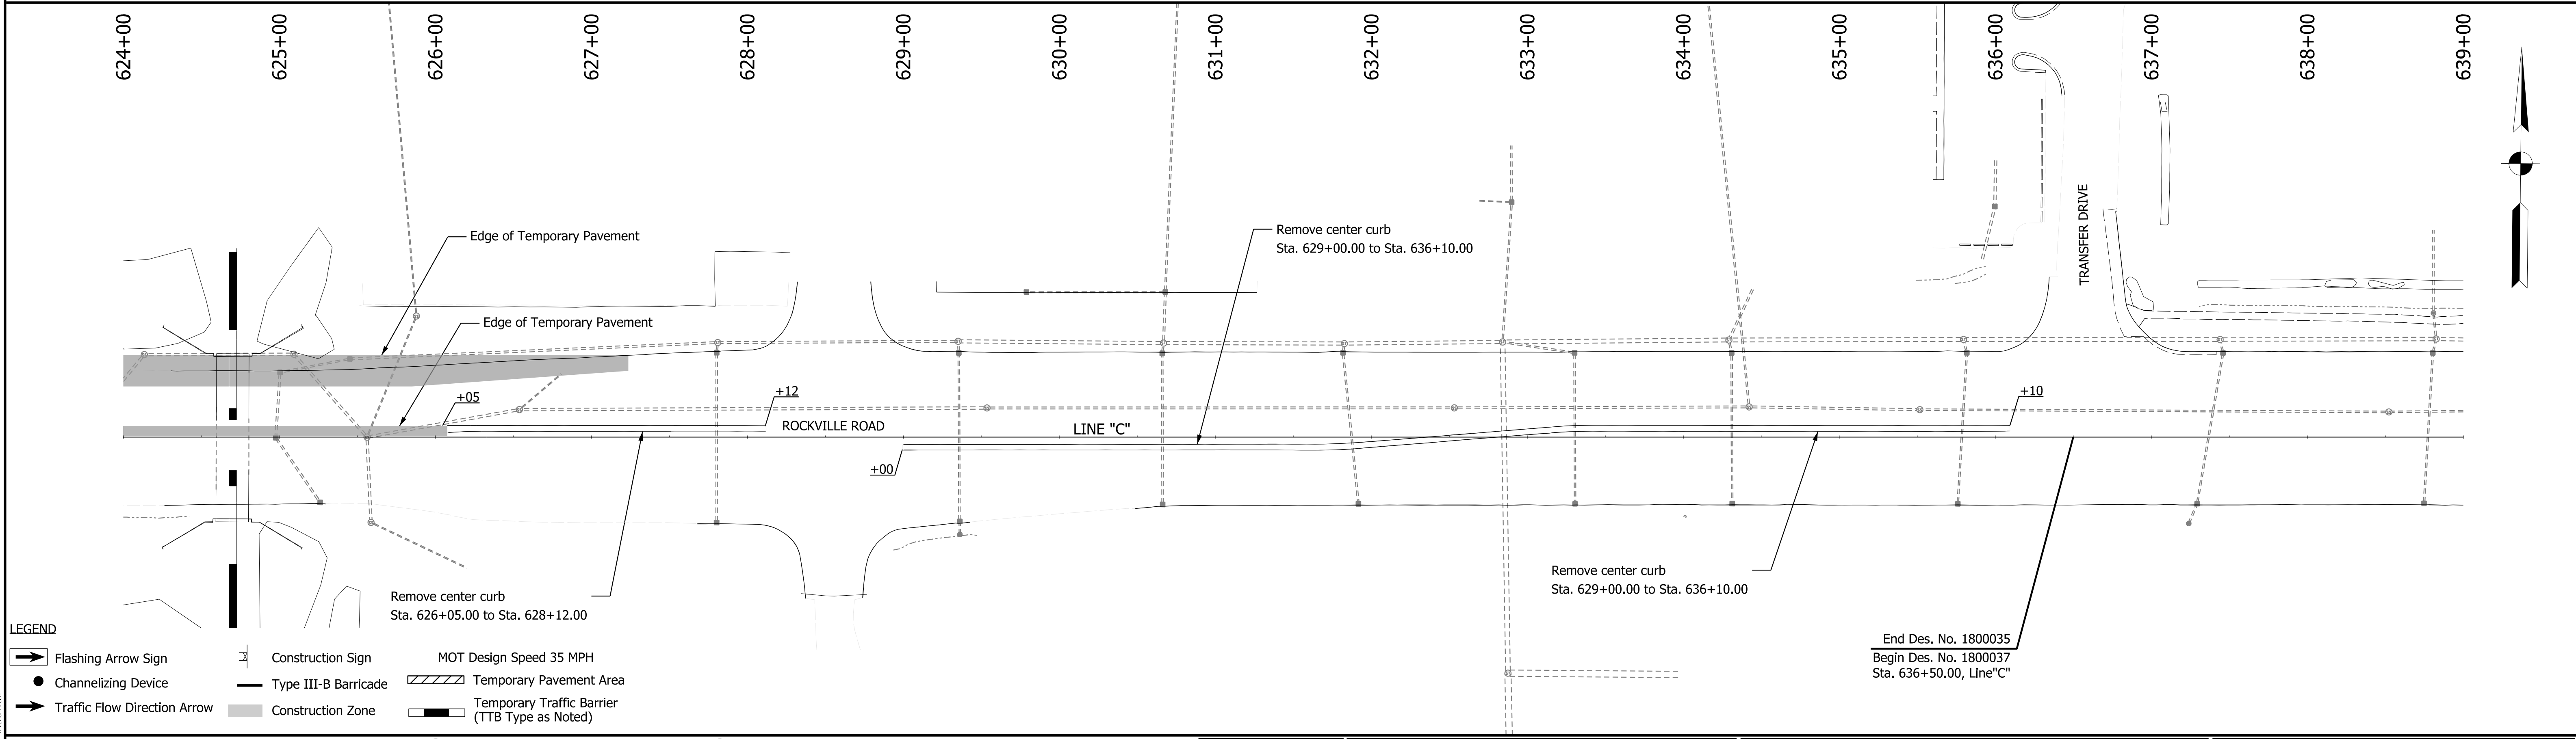 624+00
625+00
626+00
627+00
628+00
629+00
630+00
631+00
632+00
633+00
634+00
635+00
636+00
637+00
638+00
639+00
TRANSFER DRIVE
Edge of Temporary Pavement
Remove center curb
Sta. 629+00.00 to Sta. 636+10.00
Edge of Temporary Pavement
+05
+12
+10
ROCKVILLE ROAD
LINE "C"
+00
Remove center curb
Sta. 626+05.00 to Sta. 628+12.00
Remove center curb
Sta. 629+00.00 to Sta. 636+10.00
End Des. No. 1800035
Begin Des. No. 1800037
Sta. 636+50.00, Line"C"
LEGEND
Flashing Arrow Sign
Channelizing Device
Traffic Flow Direction Arrow
Construction Sign
Type III-B Barricade
Construction Zone
MOT Design Speed 35 MPH
Temporary Pavement Area
Temporary Traffic Barrier
(TTB Type as Noted)